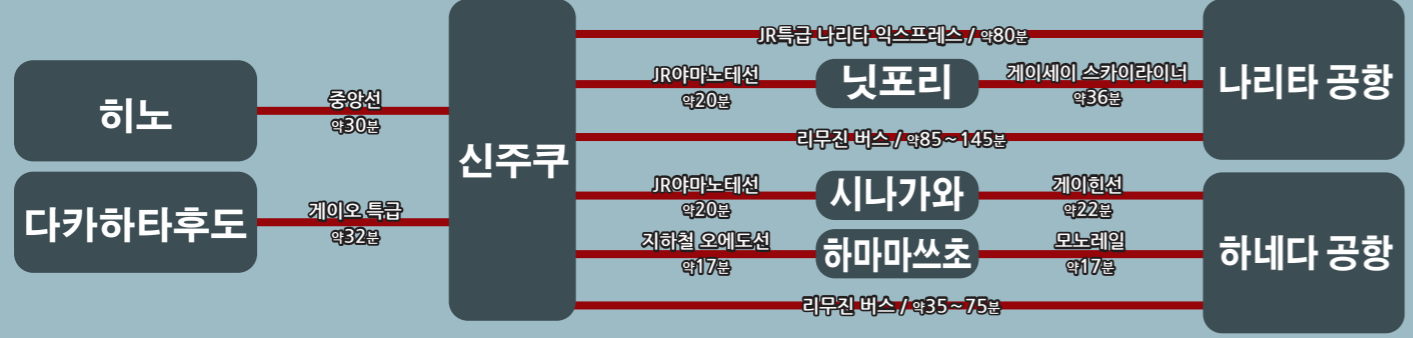 히노
중앙선
약30분
다카하타후도
게이오 특급
약32분
신주쿠
JR특급 나리타 익스프레스 / 약80분
JR야마노테선
약20분
닛포리
게이세이 스카이라이너
약36분
리무진 버스 / 약85~145분
나리타 공항
JR야마노테선
약20분
시나가와
게이힌선
약22분
지하철 오에도선
약17분
하마마쓰초
모노레일
약17분
리무진 버스 / 약35~75분
하네다 공항